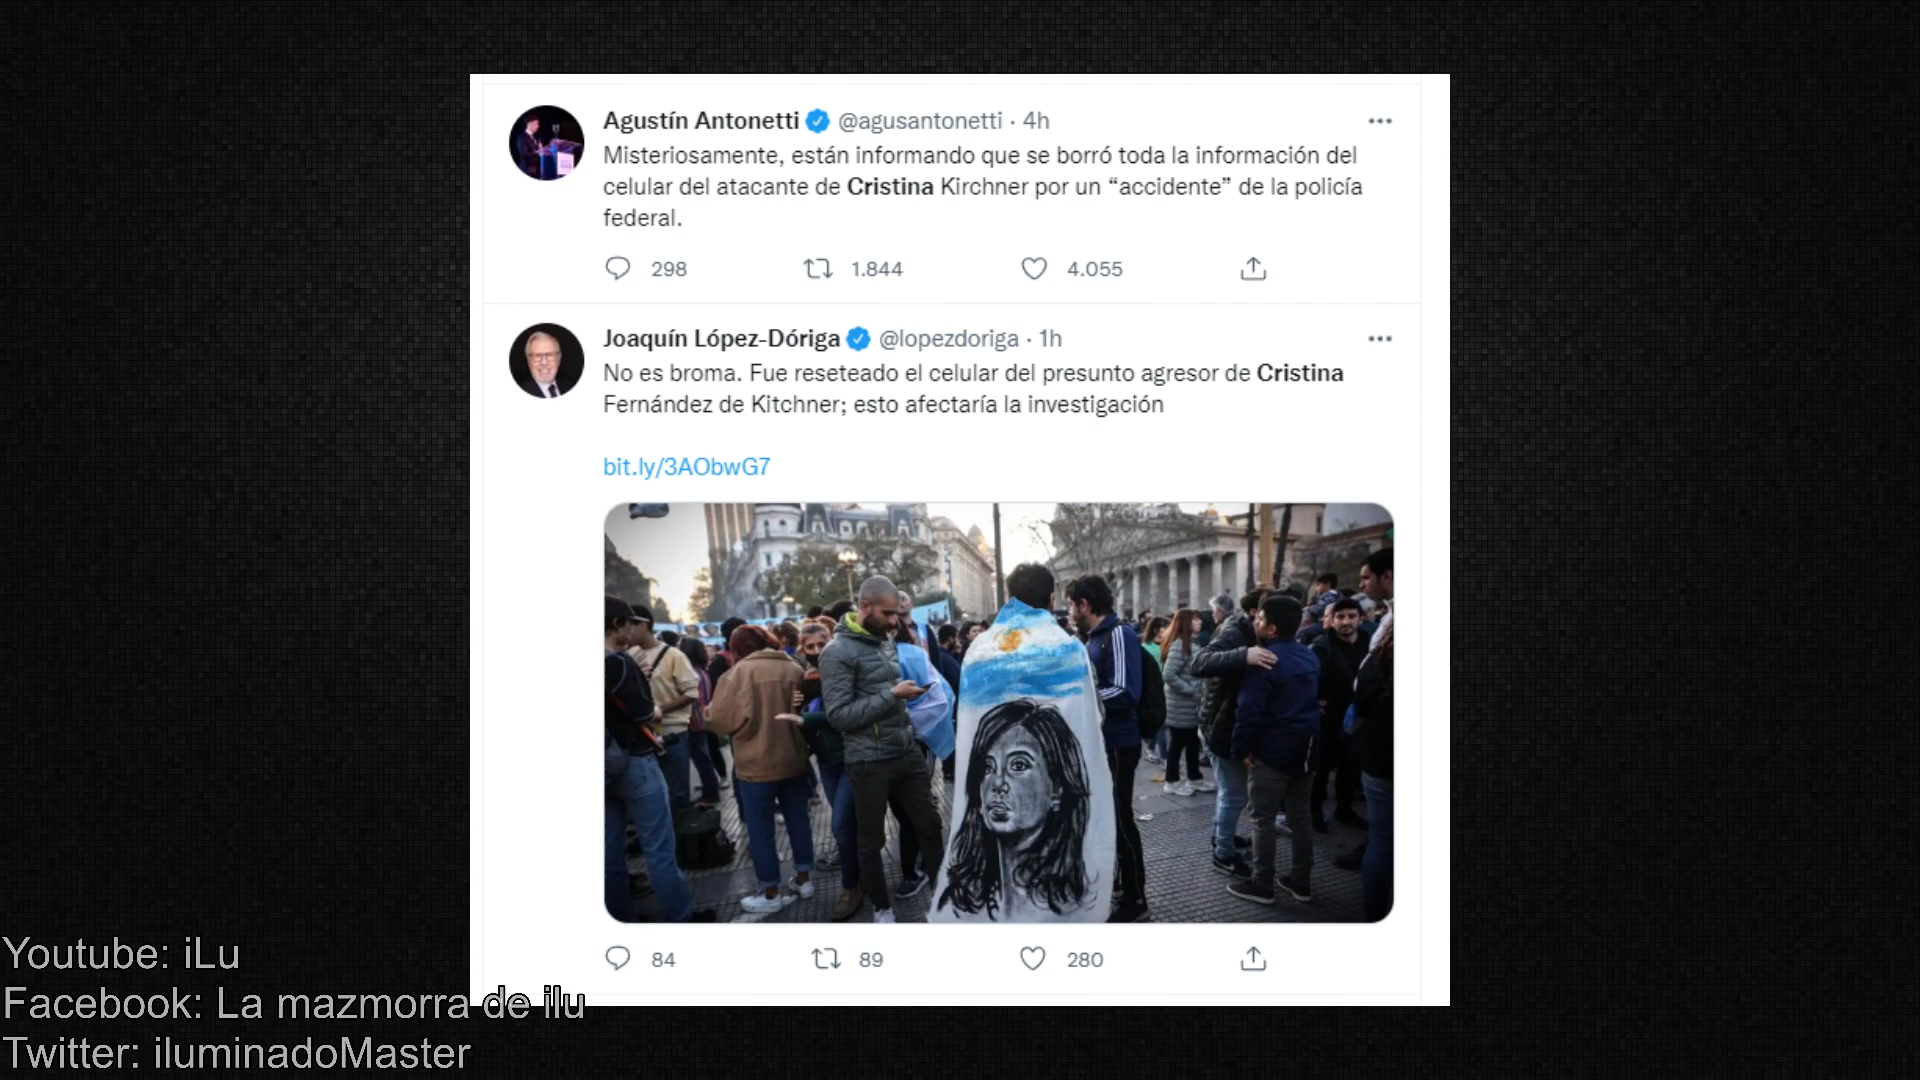 Agustín Antonetti @agusantonetti · 4h
Misteriosamente, están informando que se borró toda la información del
celular del atacante de Cristina Kirchner por un “accidente” de la policía
federal.
298 1.844 4.055
Joaquín López-Dóriga @lopezdoriga · 1h
No es broma. Fue reseteado el celular del presunto agresor de Cristina
Fernández de Kitchner; esto afectaría la investigación
bit.ly/3AObwG7
84 89 280
Youtube: iLu
Facebook: La mazmorra de ilu
Twitter: iluminadoMaster